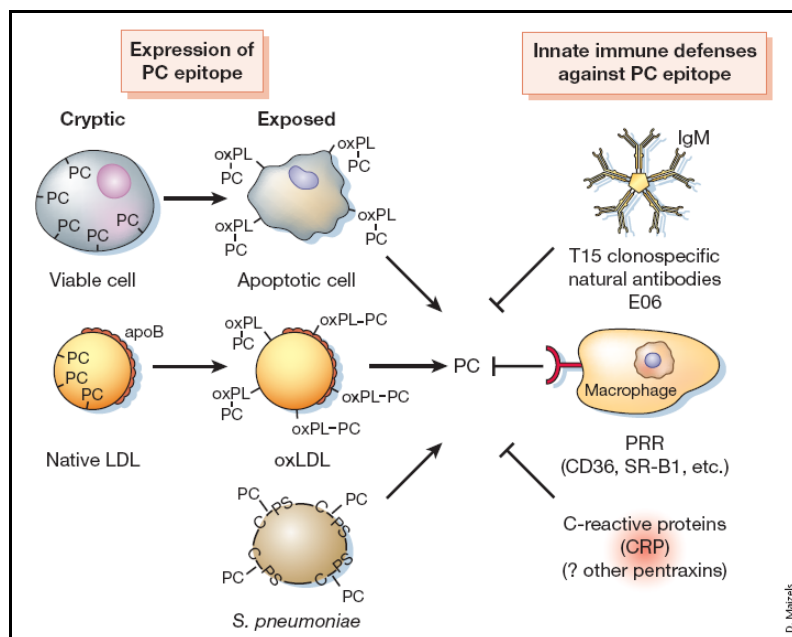 Expression of
PC epitope
Innate immune defenses
against PC epitope
Cryptic
Exposed
PC
PC
PC
PC
PC
PC
Viable cell
oxPL
PC
oxPL
PC
oxPL
PC
oxPL
PC
Apoptotic cell
IgM
T15 clonospecific
natural antibodies
E06
apoB
PC
PC
PC
Native LDL
oxPL
PC
oxPL-PC
oxPL
PC
oxPL-PC
oxPL-PC
oxLDL
PC
Macrophage
PRR
(CD36, SR-B1, etc.)
PC
C PS
C PS
PC
PC
C PS
C PS
PC
S. pneumoniae
C-reactive proteins
(CRP)
(? other pentraxins)
D. Maizels